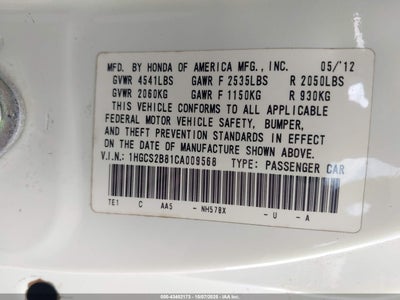 MFD. BY HONDA OF AMERICA MFG., INC. 05/'12
GVWR 4541LBS GAWR F 2535LBS R 2050LBS
GVWR 2060KG GAWR F 1150KG R 930KG
THIS VEHICLE CONFORMS TO ALL APPLICABLE
FEDERAL MOTOR VEHICLE SAFETY, BUMPER,
AND THEFT PREVENTION STANDARDS IN EFFECT
ON THE DATE OF MANUFACTURE SHOWN ABOVE.
V.I.N.: 1HGCS2B81CA009568 TYPE: PASSENGER CAR
TE1 C AA5 - NH578X - U - A